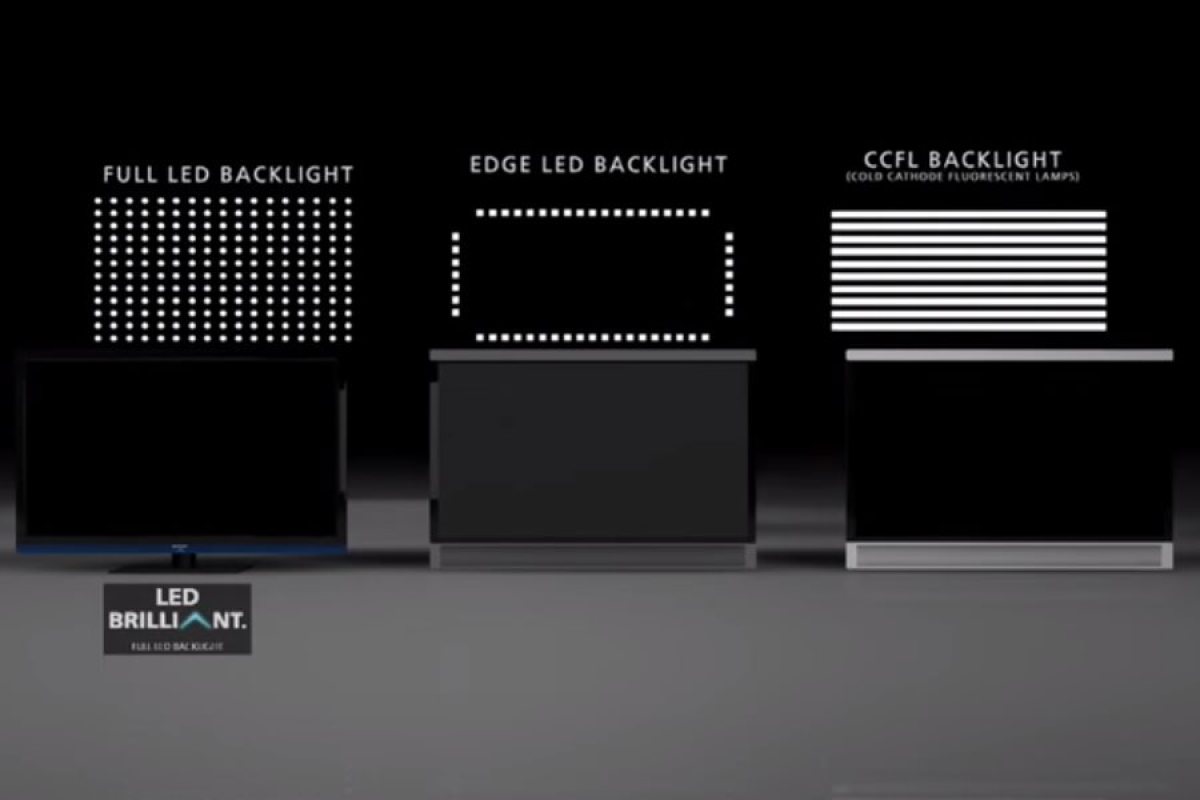 FULL LED BACKLIGHT
EDGE LED BACKLIGHT
CCFL BACKLIGHT
(COLD CATHODE FLUORESCENT LAMPS)
LED
BRILLIANT.
FULL LED BACKLIGHT